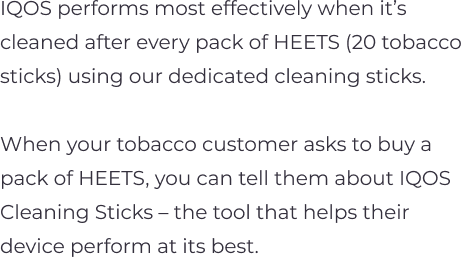 IQOS performs most effectively when it's
cleaned after every pack of HEETS (20 tobacco
sticks) using our dedicated cleaning sticks.
When your tobacco customer asks to buy a
pack of HEETS, you can tell them about IQOS
Cleaning Sticks – the tool that helps their
device perform at its best.